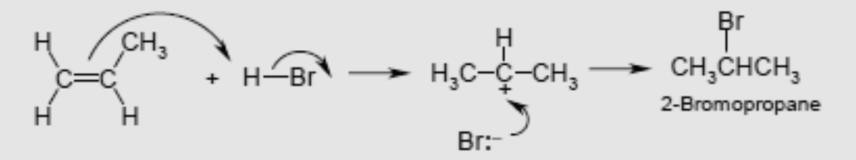 H CH₃
C=C
H H
+ H—Br
H
H₃C—C—CH₃
+
Br:⁻
Br
CH₃CHCH₃
2-Bromopropane